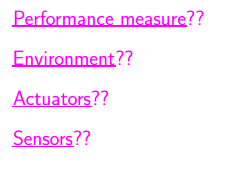 Performance measure??
Environment??
Actuators??
Sensors??